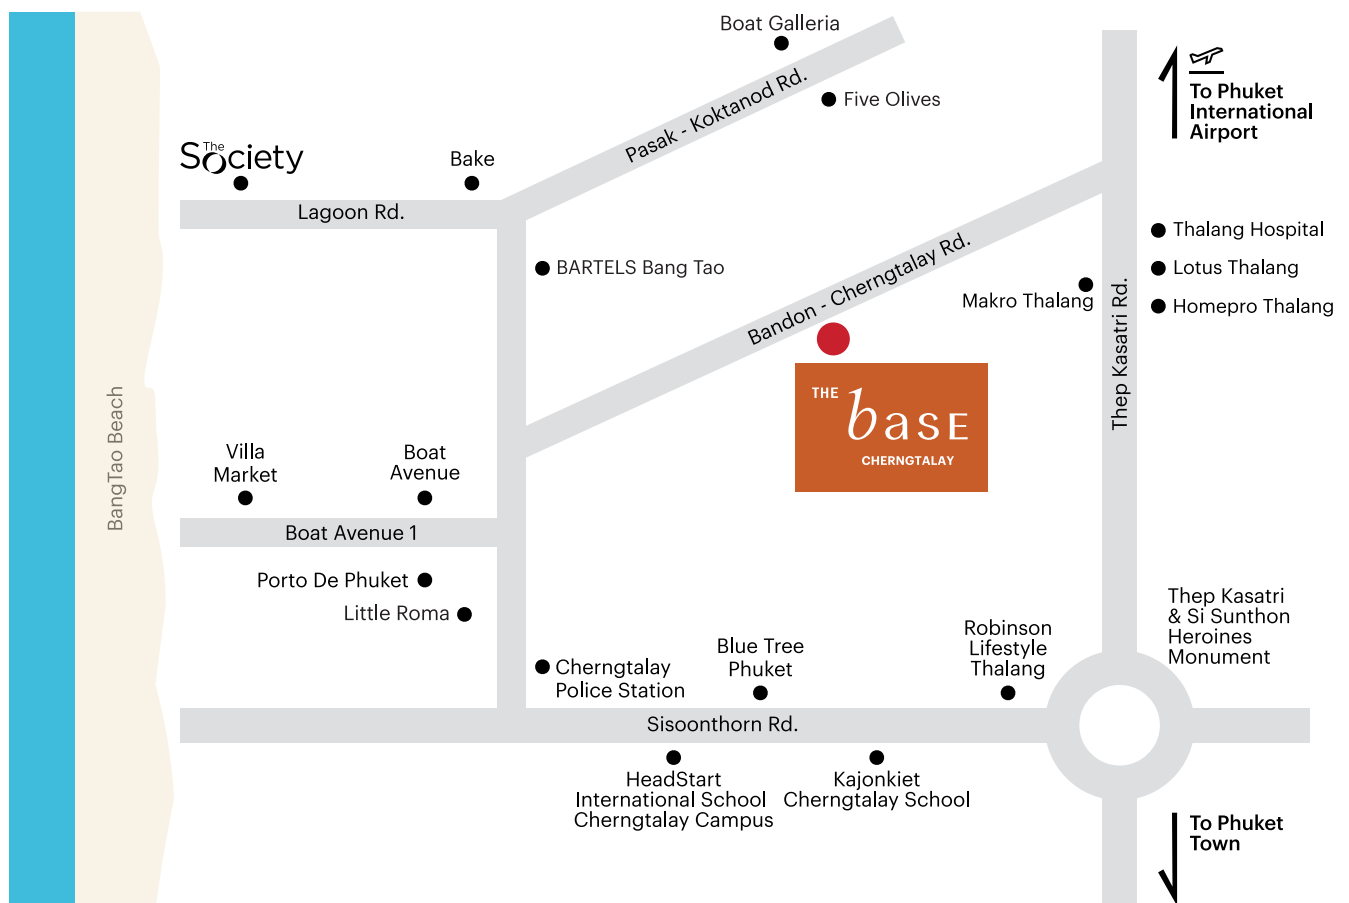 Boat Galleria
Five Olives
Pasak - Koktanod Rd.
To Phuket
International
Airport
The
Society
Bake
Lagoon Rd.
BARTELS Bang Tao
Bandon - Cherngtalay Rd.
Thalang Hospital
Lotus Thalang
Homepro Thalang
Makro Thalang
Thep Kasatri Rd.
THE
base
CHERNGTALAY
BangTao Beach
Villa
Market
Boat
Avenue
Boat Avenue 1
Porto De Phuket
Little Roma
Cherngtalay
Police Station
Blue Tree
Phuket
Robinson
Lifestyle
Thalang
Thep Kasatri
& Si Sunthon
Heroines
Monument
Sisoonthorn Rd.
HeadStart
International School
Cherngtalay Campus
Kajonkiet
Cherngtalay School
To Phuket
Town